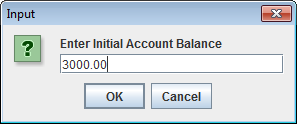 Input
Enter Initial Account Balance
3000.00
OK Cancel